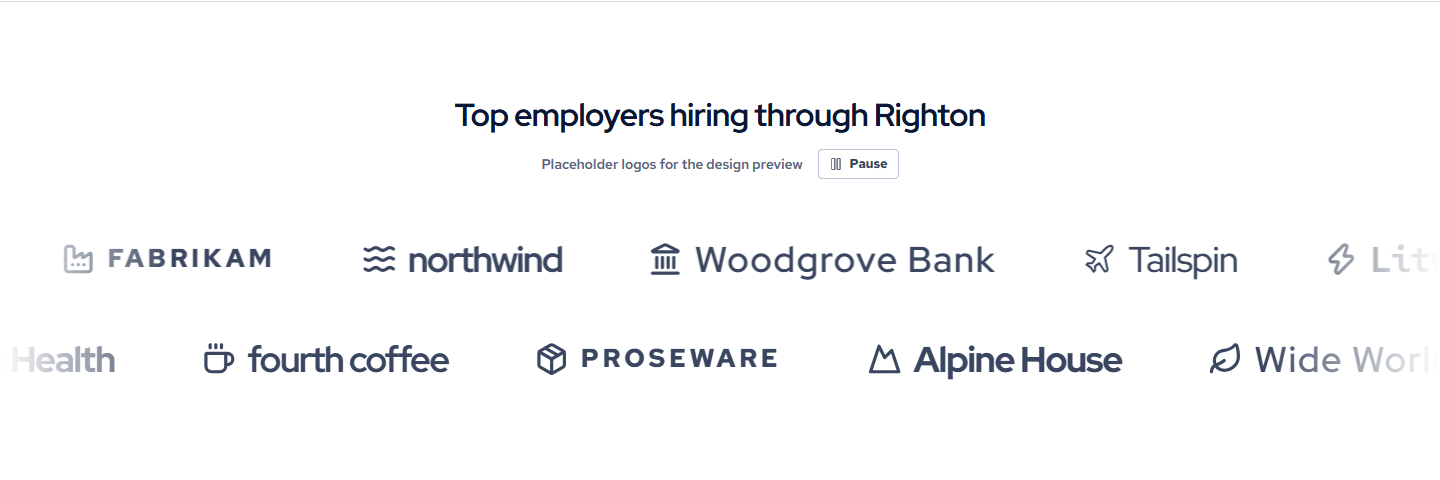 Top employers hiring through Righton
Placeholder logos for the design preview Pause
FABRIKAM northwind Woodgrove Bank Tailspin
Health fourth coffee PROSEWARE Alpine House Wide